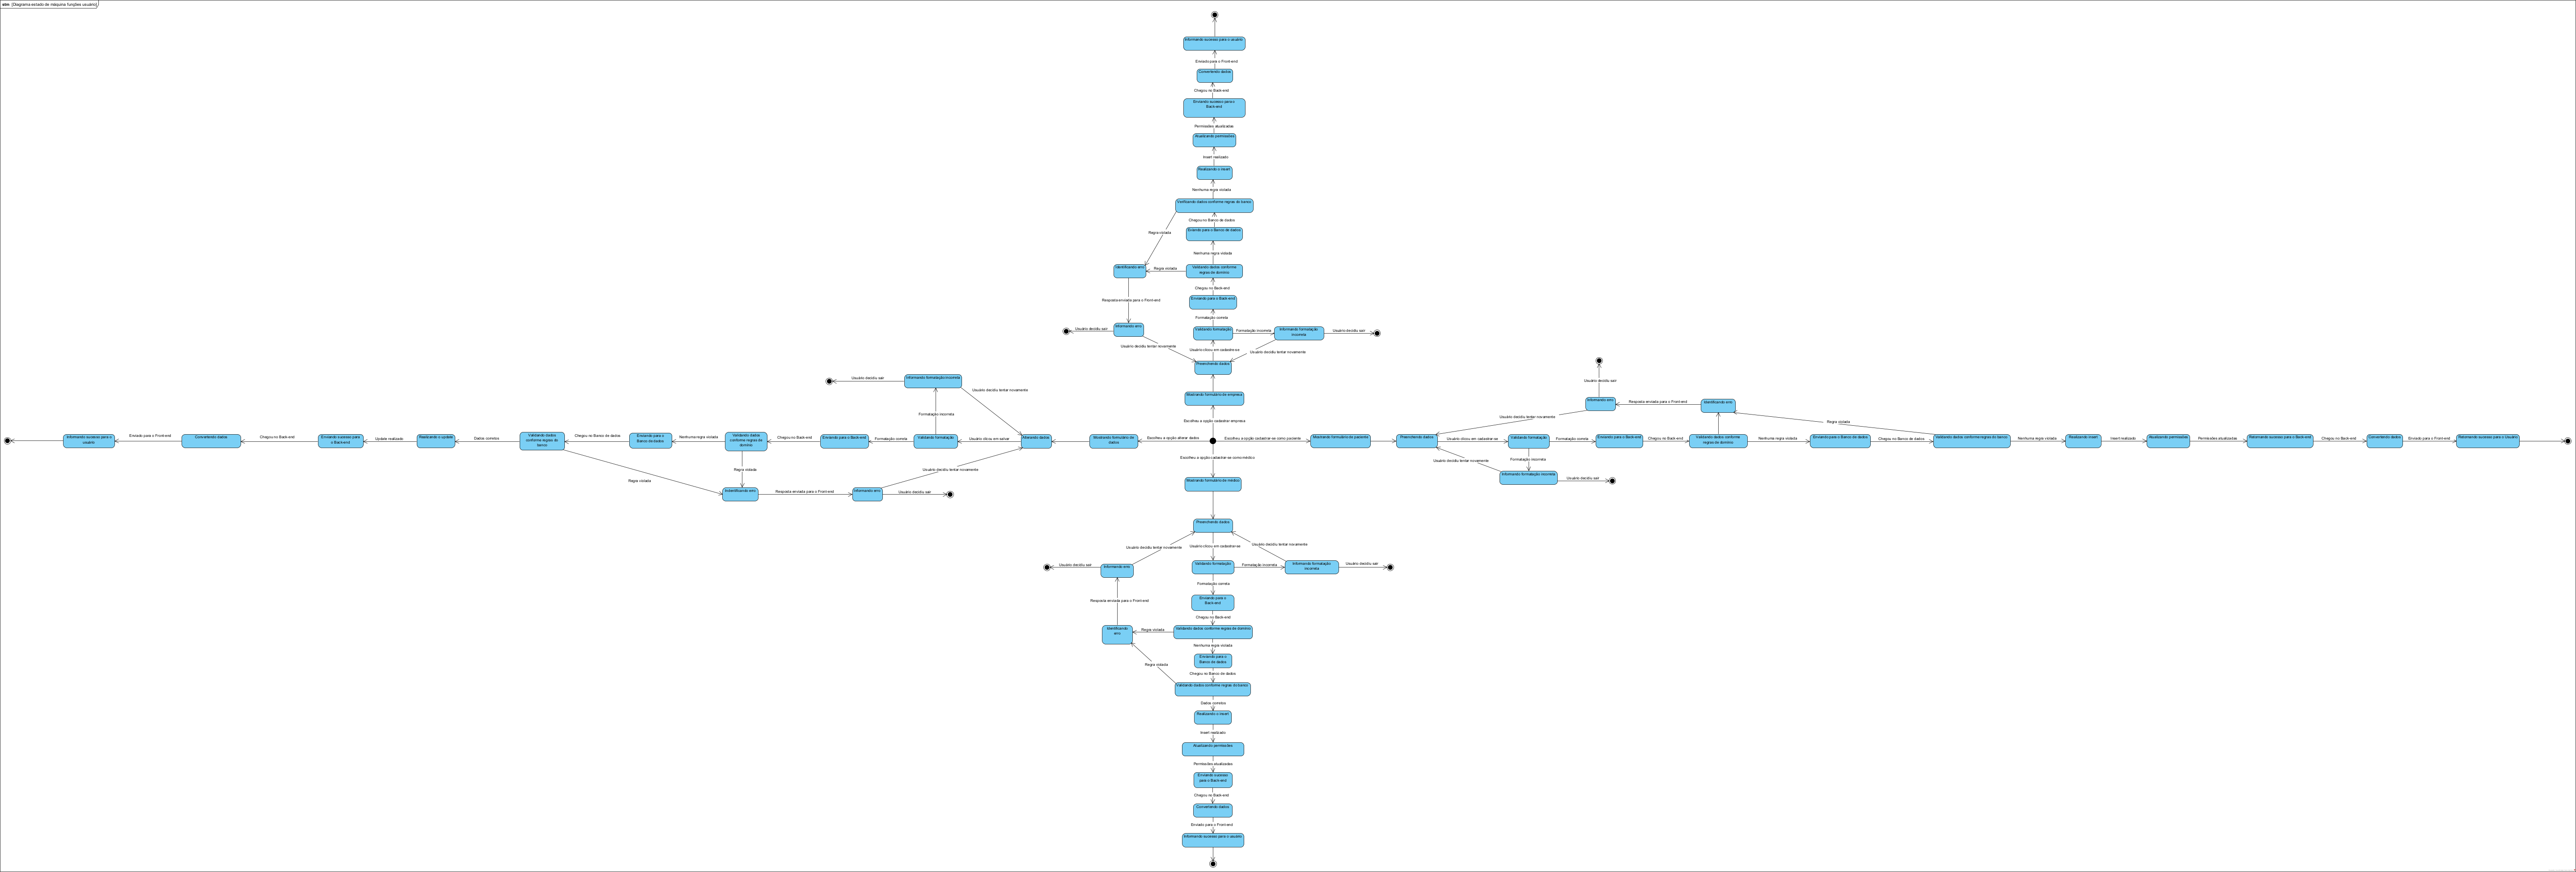 stm [Diagrama estado de máquina funções usuário]
Informando sucesso para o usuário
Enviado para o Front-end
Convertendo dados
Chegou no Back-end
Enviando sucesso para o
Back-end
Permissões atualizadas
Atualizando permissões
Insert realizado
Realizando o insert
Nenhuma regra violada
Verificando dados conforme regras do banco
Chegou no Banco de dados
Regra violada
Enviando para o Banco de dados
Nenhuma regra violada
Identificando erro
Regra violada
Validando dados conforme
regras de domínio
Chegou no Back-end
Resposta enviada para o Front-end
Enviando para o Back-end
Formatação correta
Usuário decidiu sair
Informando erro
Validando formatação
Formatação incorreta
Informando formatação
incorreta
Usuário decidiu sair
Usuário decidiu tentar novamente
Usuário clicou em cadastrar-se
Usuário decidiu tentar novamente
Preenchendo dados
Mostrando formulário de empresa
Escolheu a opção cadastrar empresa
Usuário decidiu sair
Informando formatação incorreta
Usuário decidiu tentar novamente
Formatação incorreta
Usuário decidiu sair
Informando erro
Resposta enviada para o Front-end
Identificando erro
Usuário decidiu tentar novamente
Regra violada
Informando sucesso para o
usuário
Enviado para o Front-end
Convertendo dados
Chegou no Back-end
Enviando sucesso para
o Back-end
Update realizado
Realizando o update
Dados corretos
Validando dados
conforme regras do
banco
Chegou no Banco de dados
Enviando para o
Banco de dados
Nenhuma regra violada
Validando dados
conforme regras de
domínio
Chegou no Back-end
Enviando para o Back-end
Formatação correta
Validando formatação
Usuário clicou em salvar
Alterando dados
Mostrando formulário de
dados
Escolheu a opção alterar dados
Escolheu a opção cadastrar-se como paciente
Mostrando formulário de paciente
Preenchendo dados
Usuário clicou em cadastrar-se
Validando formatação
Formatação correta
Enviando para o Back-end
Chegou no Back-end
Validando dados conforme
regras de domínio
Nenhuma regra violada
Enviando para o Banco de dados
Chegou no Banco de dados
Validando dados conforme regras do banco
Nenhuma regra violada
Realizando insert
Insert realizado
Atualizando permissões
Permissões atualizadas
Retornando sucesso para o Back-end
Chegou no Back-end
Convertendo dados
Enviado para o Front-end
Retornando sucesso para o Usuário
Regra violada
Regra violada
Usuário decidiu tentar novamente
Indentificando erro
Resposta enviada para o Front-end
Informando erro
Usuário decidiu sair
Usuário decidiu tentar novamente
Formatação incorreta
Informando formatação incorreta
Usuário decidiu sair
Escolheu a opção cadastrar-se como médico
Mostrando formulário de médico
Preenchendo dados
Usuário decidiu tentar novamente
Usuário clicou em cadastrar-se
Usuário decidiu tentar novamente
Usuário decidiu sair
Informando erro
Validando formatação
Formatação incorreta
Informando formatação
incorreta
Usuário decidiu sair
Formatação correta
Resposta enviada para o Front-end
Enviando para o
Back-end
Chegou no Back-end
Identificando
erro
Regra violada
Validando dados conforme regras de domínio
Nenhuma regra violada
Enviando para o
Banco de dados
Regra violada
Chegou no Banco de dados
Validando dados conforme regras do banco
Dados corretos
Realizando o insert
Insert realizado
Atualizando permissões
Permissões atualizadas
Enviando sucesso
para o Back-end
Chegou no Back-end
Convertendo dados
Enviado para o Front-end
Informando sucesso para o usuário